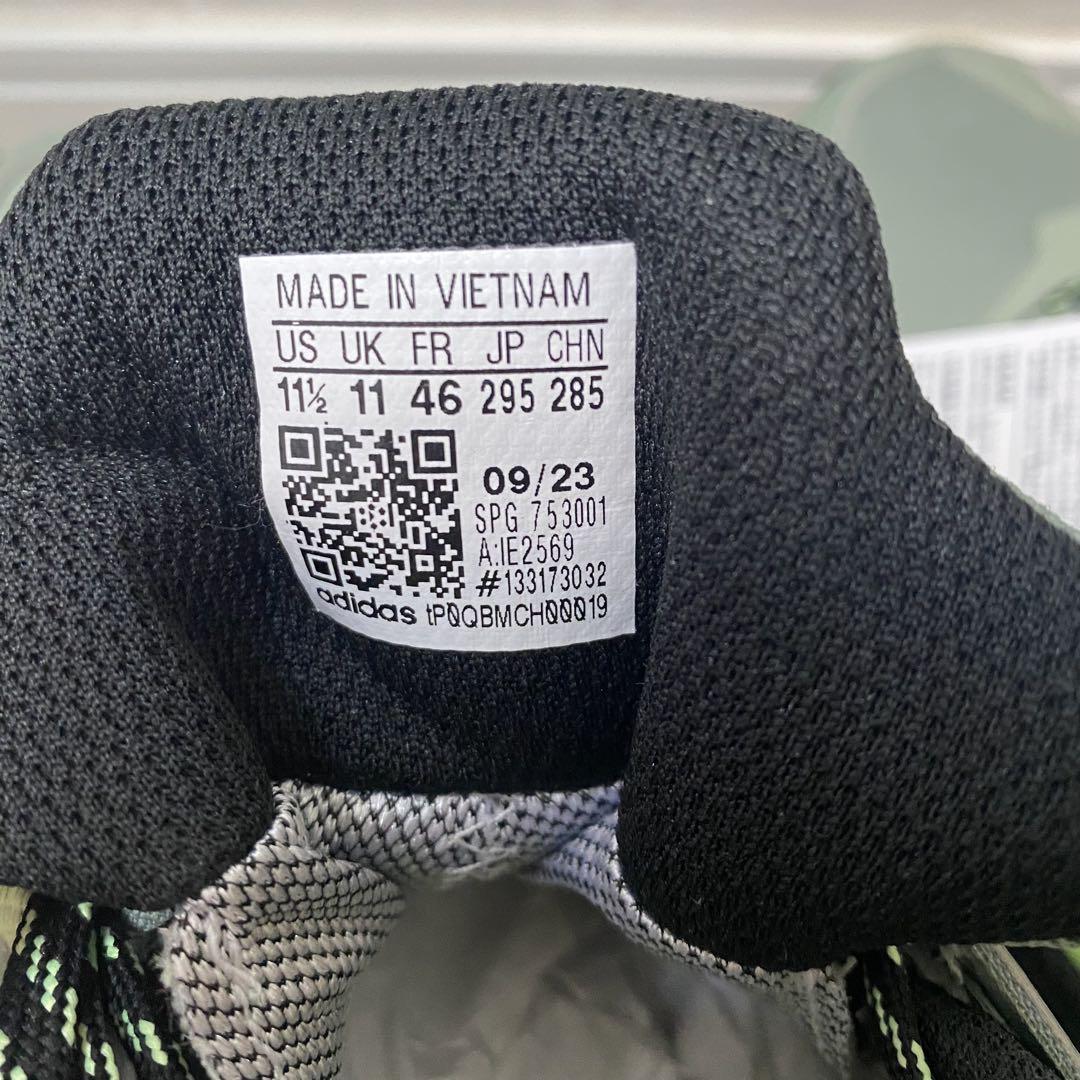 MADE IN VIETNAM
US UK FR JP CHN
11½ 11 46 295 285
09/23
SPG 753001
A:IE2569
#133173032
adidas tP0QBMCH00019